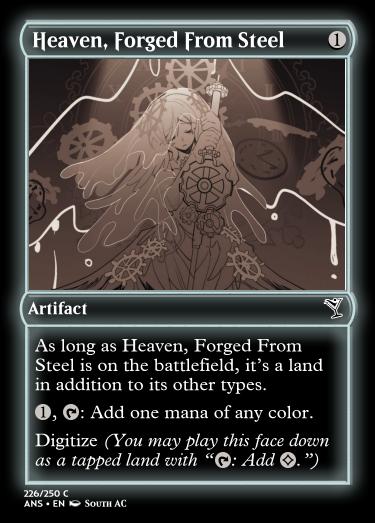 Heaven, Forged From Steel 1
Artifact
As long as Heaven, Forged From
Steel is on the battlefield, it's a land
in addition to its other types.
1, : Add one mana of any color.
Digitize (You may play this face down
as a tapped land with “: Add .”)
226/250 C
ANS • EN South AC